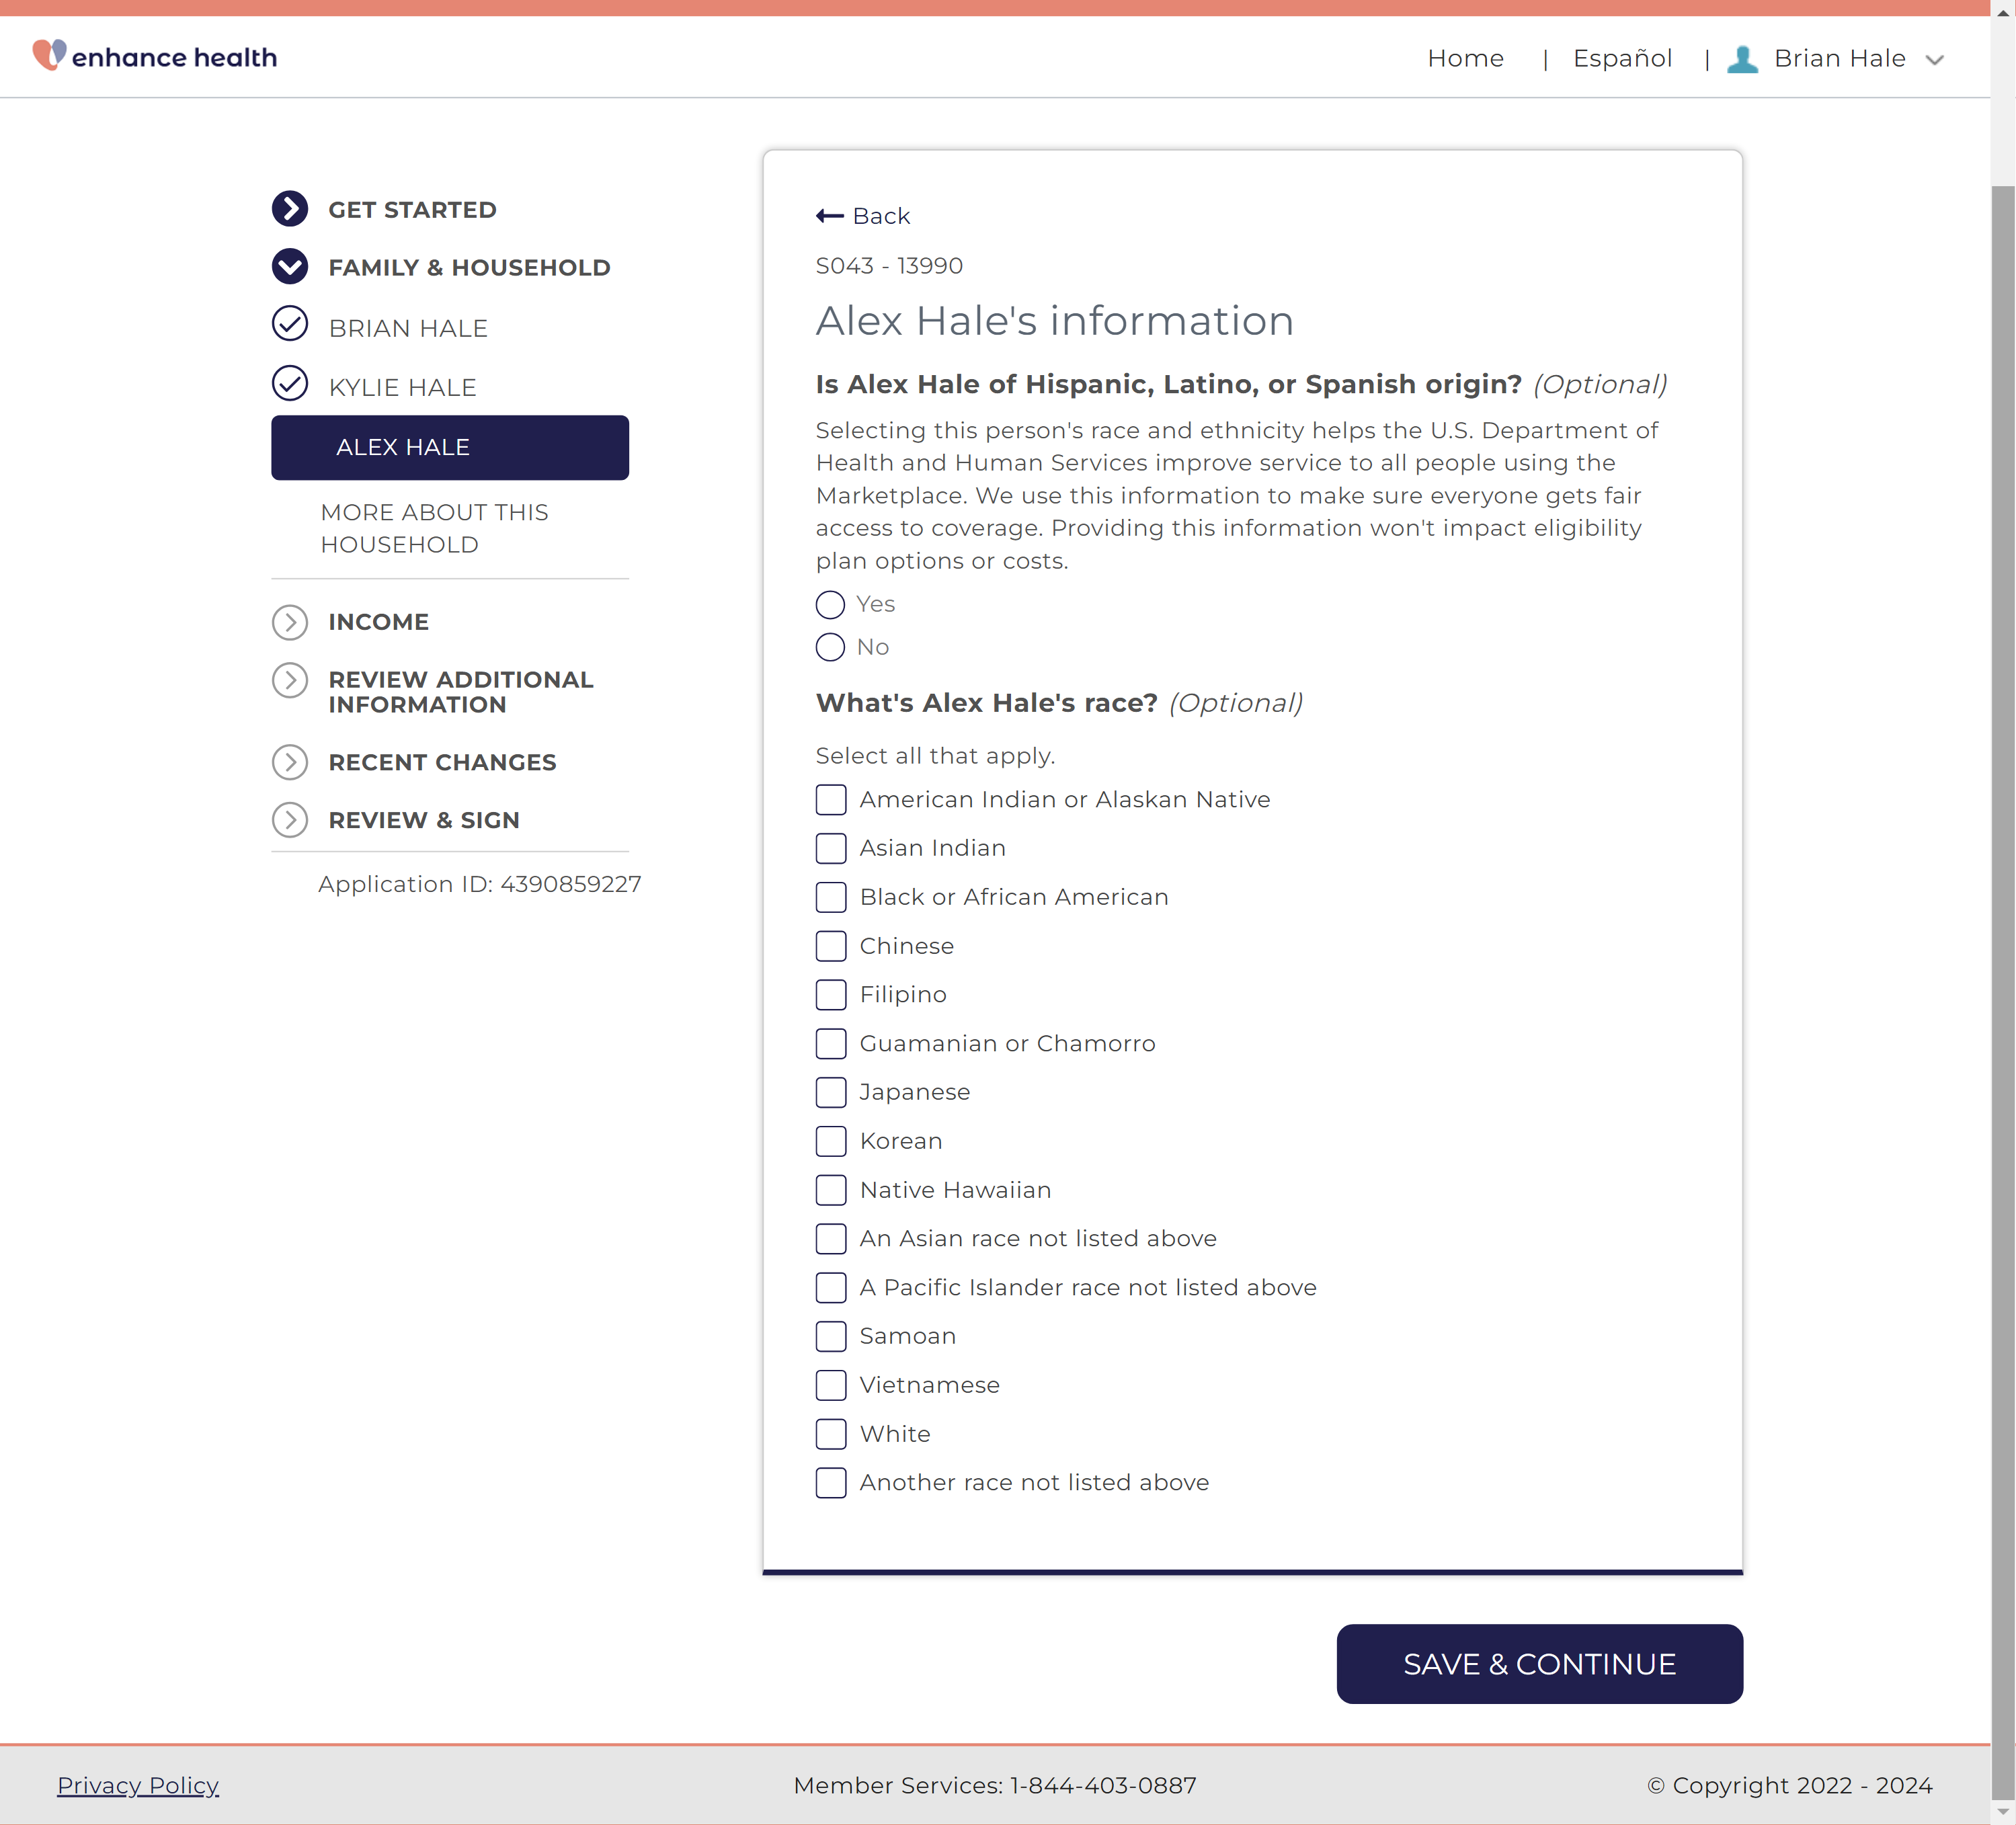 enhance health
Home | Español | Brian Hale
GET STARTED
FAMILY & HOUSEHOLD
BRIAN HALE
KYLIE HALE
ALEX HALE
MORE ABOUT THIS
HOUSEHOLD
INCOME
REVIEW ADDITIONAL
INFORMATION
RECENT CHANGES
REVIEW & SIGN
Application ID: 4390859227
Back
S043 - 13990
Alex Hale's information
Is Alex Hale of Hispanic, Latino, or Spanish origin? (Optional)
Selecting this person's race and ethnicity helps the U.S. Department of
Health and Human Services improve service to all people using the
Marketplace. We use this information to make sure everyone gets fair
access to coverage. Providing this information won't impact eligibility
plan options or costs.
Yes
No
What's Alex Hale's race? (Optional)
Select all that apply.
American Indian or Alaskan Native
Asian Indian
Black or African American
Chinese
Filipino
Guamanian or Chamorro
Japanese
Korean
Native Hawaiian
An Asian race not listed above
A Pacific Islander race not listed above
Samoan
Vietnamese
White
Another race not listed above
SAVE & CONTINUE
Privacy Policy
Member Services: 1-844-403-0887
© Copyright 2022 - 2024